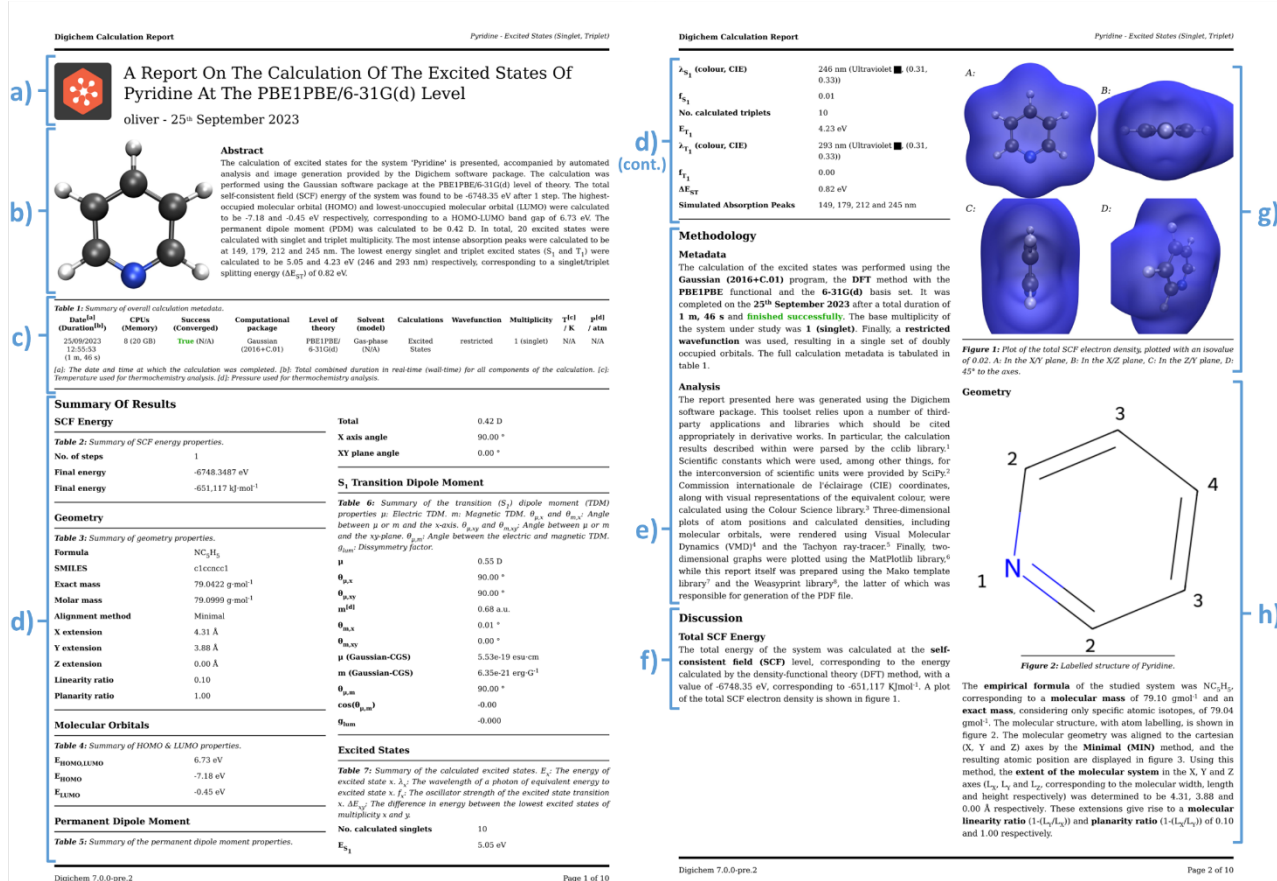 Digichem Calculation Report
Pyridine - Excited States (Singlet, Triplet)
a)
A Report On The Calculation Of The Excited States Of
Pyridine At The PBE1PBE/6-31G(d) Level
oliver - 25th September 2023
b)
Abstract
The calculation of excited states for the system 'Pyridine' is presented, accompanied by automated
analysis and image generation provided by the Digichem software package. The calculation was
performed using the Gaussian software package at the PBE1PBE/6-31G(d) level of theory. The total
self-consistent field (SCF) energy of the system was found to be -6748.35 eV after 1 step. The highest-
occupied molecular orbital (HOMO) and lowest-unoccupied molecular orbital (LUMO) were calculated
to be -7.18 and -0.45 eV respectively, corresponding to a HOMO-LUMO band gap of 6.73 eV. The
permanent dipole moment (PDM) was calculated to be 0.42 D. In total, 20 excited states were
calculated with singlet and triplet multiplicity. The most intense absorption peaks were calculated to be
at 149, 179, 212 and 245 nm. The lowest energy singlet and triplet excited states (S1 and T1) were
calculated to be 5.05 and 4.23 eV (246 and 293 nm) respectively, corresponding to a singlet/triplet
splitting energy (ΔEST) of 0.82 eV.
c)
Table 1: Summary of overall calculation metadata.
Date[a] CPUs Success Computational Level of Solvent Calculations Wavefunction Multiplicity T[c] P[d]
(Duration[b]) (Memory) (Converged) package theory (model) / K / atm
25/09/2023 8 (20 GB) True (N/A) Gaussian PBE1PBE/ Gas-phase Excited restricted 1 (singlet) N/A N/A
12:55:53 (2016+C.01) 6-31G(d) (N/A) States
(1 m, 46 s)
[a]: The date and time at which the calculation was completed. [b]: Total combined duration in real-time (wall-time) for all components of the calculation. [c]:
Temperature used for thermochemistry analysis. [d]: Pressure used for thermochemistry analysis.
d)
Summary Of Results
SCF Energy
Table 2: Summary of SCF energy properties.
No. of steps 1
Final energy -6748.3487 eV
Final energy -651,117 kJ·mol-1
Geometry
Table 3: Summary of geometry properties.
Formula NC5H5
SMILES c1ccncc1
Exact mass 79.0422 g·mol-1
Molar mass 79.0999 g·mol-1
Alignment method Minimal
X extension 4.31 Å
Y extension 3.88 Å
Z extension 0.00 Å
Linearity ratio 0.10
Planarity ratio 1.00
Molecular Orbitals
Table 4: Summary of HOMO & LUMO properties.
EHOMO,LUMO 6.73 eV
EHOMO -7.18 eV
ELUMO -0.45 eV
Permanent Dipole Moment
Table 5: Summary of the permanent dipole moment properties.
Total 0.42 D
X axis angle 90.00 °
XY plane angle 0.00 °
S1 Transition Dipole Moment
Table 6: Summary of the transition (S1) dipole moment (TDM)
properties μ: Electric TDM. m: Magnetic TDM. θμ,x and θm,x: Angle
between μ or m and the x-axis. θμ,xy and θm,xy: Angle between μ or m
and the xy-plane. θμ,m: Angle between the electric and magnetic TDM.
glum: Dissymmetry factor.
μ 0.55 D
θμ,x 90.00 °
θμ,xy 90.00 °
m[d] 0.68 a.u.
θm,x 0.01 °
θm,xy 0.00 °
μ (Gaussian-CGS) 5.53e-19 esu·cm
m (Gaussian-CGS) 6.35e-21 erg·G-1
θμ,m 90.00 °
cos(θμ,m) -0.00
glum -0.000
Excited States
Table 7: Summary of the calculated excited states. Ex: The energy of
excited state x. λx: The wavelength of a photon of equivalent energy to
excited state x. fx: The oscillator strength of the excited state transition
x. ΔExy: The difference in energy between the lowest excited states of
multiplicity x and y.
No. calculated singlets 10
ES1 5.05 eV
Digichem 7.0.0-pre.2
Page 1 of 10
Digichem Calculation Report
Pyridine - Excited States (Singlet, Triplet)
d)
(cont.)
λS1 (colour, CIE) 246 nm (Ultraviolet ■, (0.31,
0.33))
fS1 0.01
No. calculated triplets 10
ET1 4.23 eV
λT1 (colour, CIE) 293 nm (Ultraviolet ■, (0.31,
0.33))
fT1 0.00
ΔEST 0.82 eV
Simulated Absorption Peaks 149, 179, 212 and 245 nm
e)
Methodology
Metadata
The calculation of the excited states was performed using the
Gaussian (2016+C.01) program, the DFT method with the
PBE1PBE functional and the 6-31G(d) basis set. It was
completed on the 25th September 2023 after a total duration of
1 m, 46 s and finished successfully. The base multiplicity of
the system under study was 1 (singlet). Finally, a restricted
wavefunction was used, resulting in a single set of doubly
occupied orbitals. The full calculation metadata is tabulated in
table 1.
Analysis
The report presented here was generated using the Digichem
software package. This toolset relies upon a number of third-
party applications and libraries which should be cited
appropriately in derivative works. In particular, the calculation
results described within were parsed by the cclib library.1
Scientific constants which were used, among other things, for
the interconversion of scientific units were provided by SciPy.2
Commission internationale de l'éclairage (CIE) coordinates,
along with visual representations of the equivalent colour, were
calculated using the Colour Science library.3 Three-dimensional
plots of atom positions and calculated densities, including
molecular orbitals, were rendered using Visual Molecular
Dynamics (VMD)4 and the Tachyon ray-tracer.5 Finally, two-
dimensional graphs were plotted using the MatPlotlib library,6
while this report itself was prepared using the Mako template
library7 and the Weasyprint library8, the latter of which was
responsible for generation of the PDF file.
f)
Discussion
Total SCF Energy
The total energy of the system was calculated at the self-
consistent field (SCF) level, corresponding to the energy
calculated by the density-functional theory (DFT) method, with a
value of -6748.35 eV, corresponding to -651,117 KJmol-1. A plot
of the total SCF electron density is shown in figure 1.
g)
A:
B:
C:
D:
Figure 1: Plot of the total SCF electron density, plotted with an isovalue
of 0.02. A: In the X/Y plane, B: In the X/Z plane, C: In the Z/Y plane, D:
45° to the axes.
h)
Geometry
3
2
4
N
1
3
2
Figure 2: Labelled structure of Pyridine.
The empirical formula of the studied system was NC5H5,
corresponding to a molecular mass of 79.10 gmol-1 and an
exact mass, considering only specific atomic isotopes, of 79.04
gmol-1. The molecular structure, with atom labelling, is shown in
figure 2. The molecular geometry was aligned to the cartesian
(X, Y and Z) axes by the Minimal (MIN) method, and the
resulting atomic position are displayed in figure 3. Using this
method, the extent of the molecular system in the X, Y and Z
axes (LX, LY and LZ, corresponding to the molecular width, length
and height respectively) was determined to be 4.31, 3.88 and
0.00 Å respectively. These extensions give rise to a molecular
linearity ratio (1-(LY/LX)) and planarity ratio (1-(LZ/LY)) of 0.10
and 1.00 respectively.
Digichem 7.0.0-pre.2
Page 2 of 10